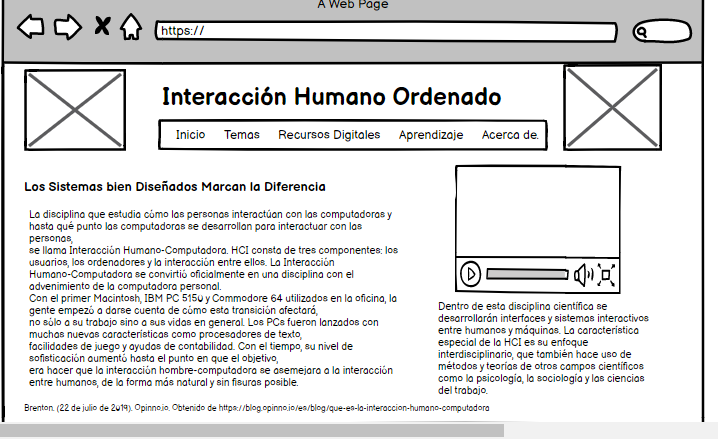 A Web Page
https://
Interacción Humano Ordenado
Inicio Temas Recursos Digitales Aprendizaje Acerca de.
Los Sistemas bien Diseñados Marcan la Diferencia
La disciplina que estudia cómo las personas interactúan con las computadoras y
hasta qué punto las computadoras se desarrollan para interactuar con las
personas,
se llama Interacción Humano-Computadora. HCI consta de tres componentes: los
usuarios, los ordenadores y la interacción entre ellos. La Interacción
Humano-Computadora se convirtió oficialmente en una disciplina con el
advenimiento de la computadora personal.
Con el primer Macintosh, IBM PC 5150 y Commodore 64 utilizados en la oficina, la
gente empezó a darse cuenta de cómo esta transición afectará,
no sólo a su trabajo sino a sus vidas en general. Los PCs fueron lanzados con
muchas nuevas características como procesadores de texto,
facilidades de juego y ayudas de contabilidad. Con el tiempo, su nivel de
sofisticación aumentó hasta el punto en que el objetivo,
era hacer que la interacción hombre-computadora se asemejara a la interacción
entre humanos, de la forma más natural y sin fisuras posible.
Dentro de esta disciplina científica se
desarrollarán interfaces y sistemas interactivos
entre humanos y máquinas. La característica
especial de la HCI es su enfoque
interdisciplinario, que también hace uso de
métodos y teorías de otros campos científicos
como la psicología, la sociología y las ciencias
del trabajo.
Brenton. (22 de julio de 2019). Opinno.io. Obtenido de https://blog.opinno.io/es/blog/que-es-la-interaccion-humano-computadora